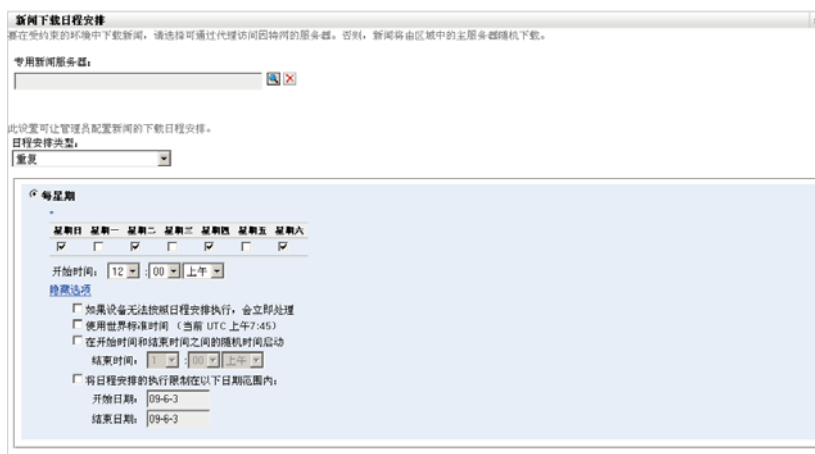 新闻下载日程安排
要在受约束的环境中下载新闻，请选择可通过代理访问因特网的服务器。否则，新闻将由区域中的主服务器随机下载。
专用新闻服务器：
此设置可让管理员配置新闻的下载日程安排。
日程安排类型：
重复
每星期
*
星期日 星期一 星期二 星期三 星期四 星期五 星期六
开始时间： 12 : 00 上午
隐藏选项
如果设备无法按照日程安排执行，会立即处理
使用世界标准时间 （当前 UTC 上午7:45）
在开始时间和结束时间之间的随机时间启动
结束时间： 1 : 00 上午
将日程安排的执行限制在以下日期范围内：
开始日期： 09-6-3
结束日期： 09-6-3